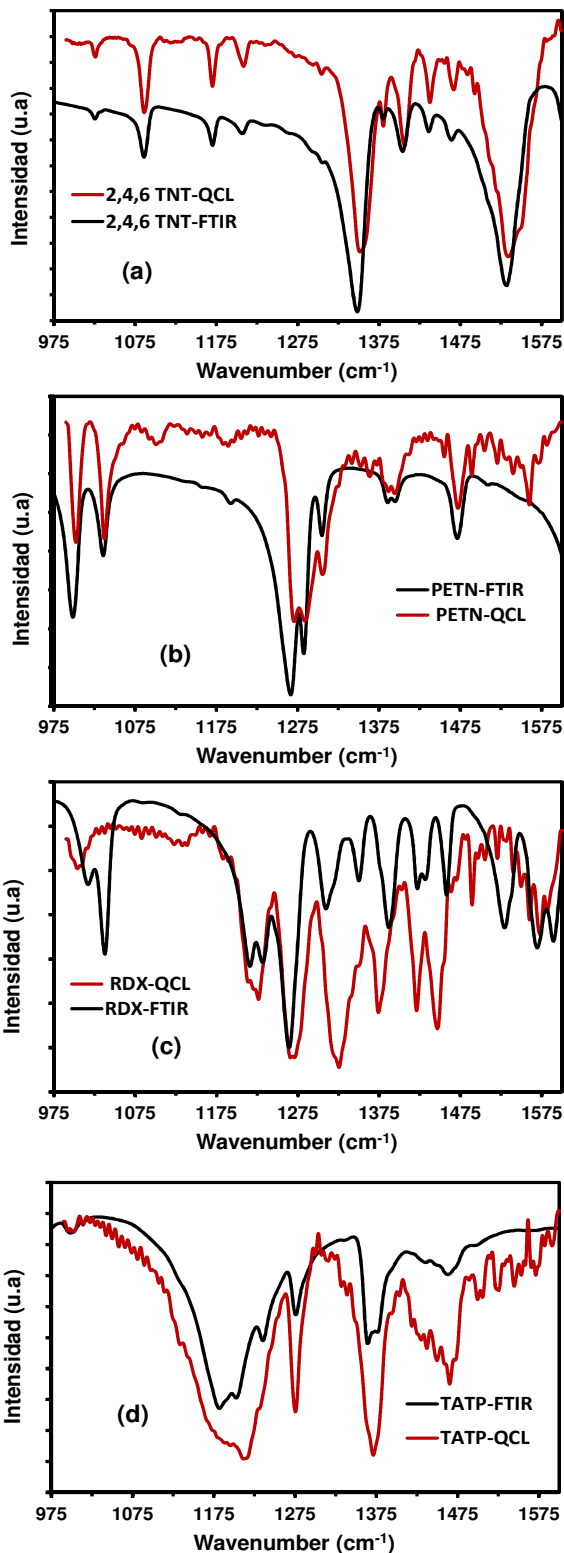 Intensidad (u.a)
2,4,6 TNT-QCL
2,4,6 TNT-FTIR
(a)
975 1075 1175 1275 1375 1475 1575
Wavenumber (cm-1)
Intensidad (u.a)
PETN-FTIR
PETN-QCL
(b)
975 1075 1175 1275 1375 1475 1575
Wavenumber (cm-1)
Intensidad (u.a)
RDX-QCL
RDX-FTIR
(c)
975 1075 1175 1275 1375 1475 1575
Wavenumber (cm-1)
Intensidad (u.a)
(d)
TATP-FTIR
TATP-QCL
975 1075 1175 1275 1375 1475 1575
Wavenumber (cm-1)